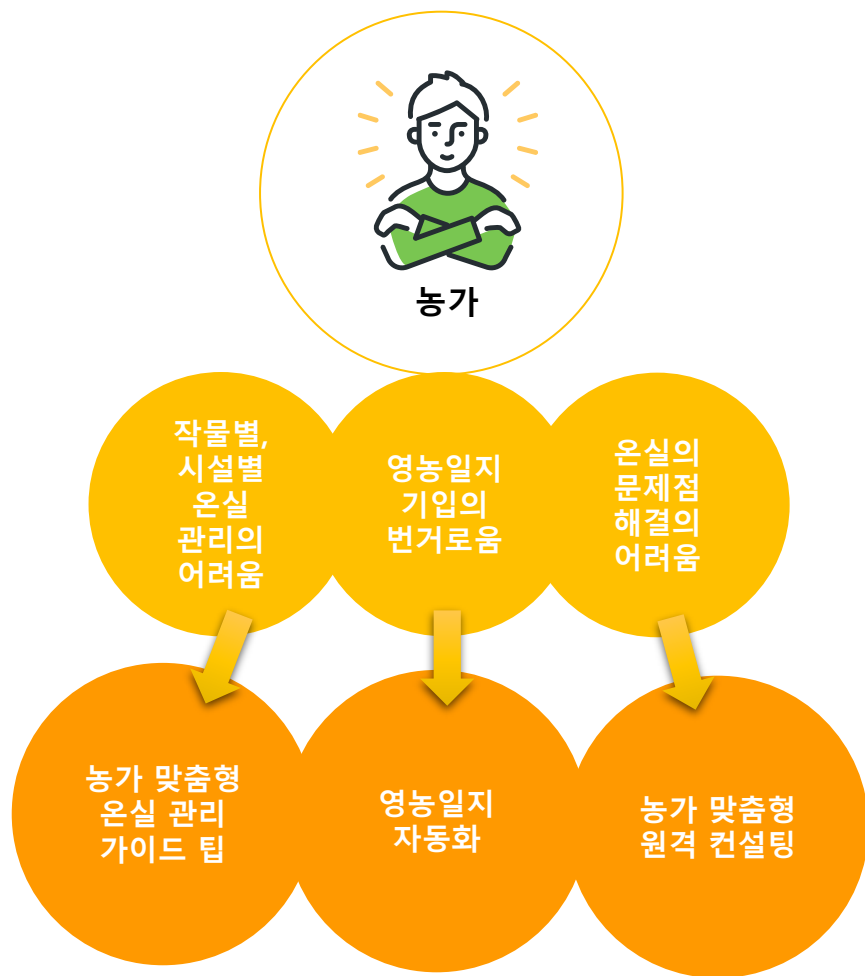 농가
작물별,
시설별
온실
관리의
어려움
영농일지
기입의
번거로움
온실의
문제점
해결의
어려움
농가 맞춤형
온실 관리
가이드 팁
영농일지
자동화
농가 맞춤형
원격 컨설팅